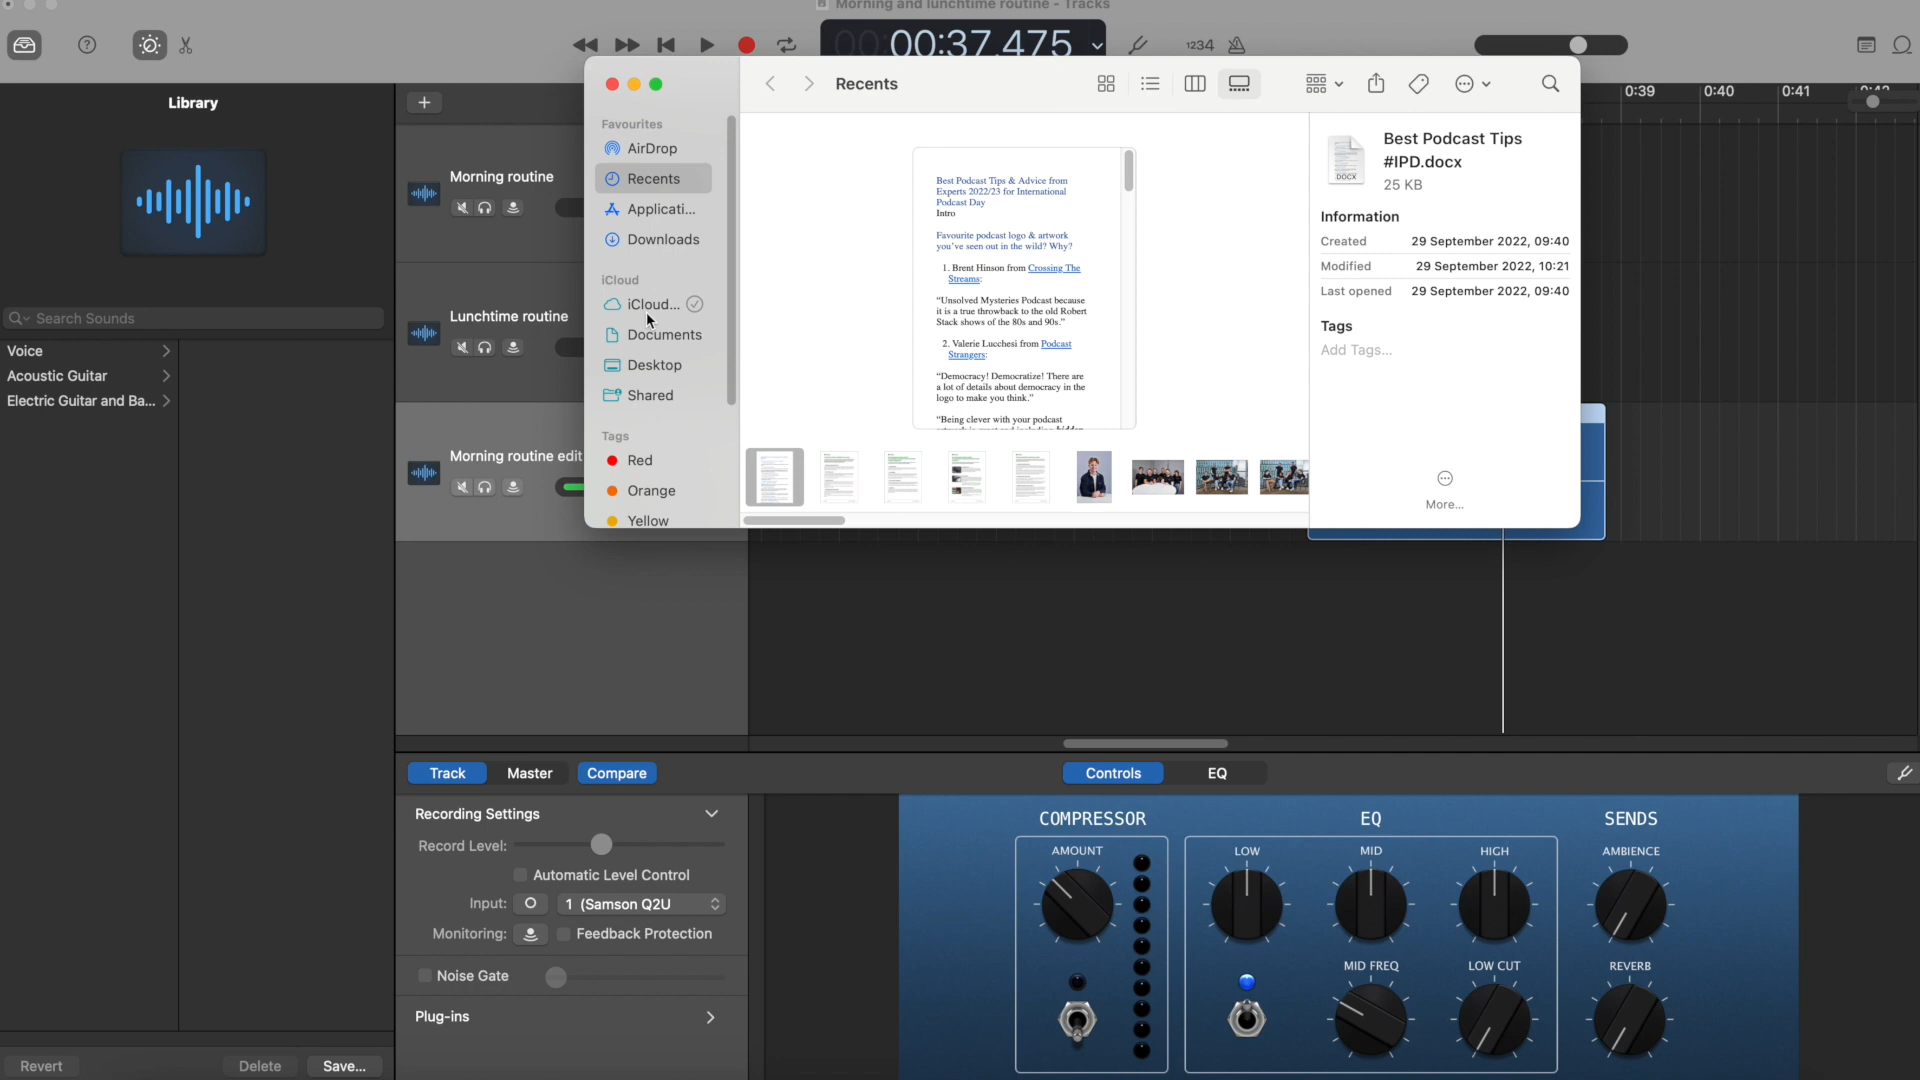 Morning and lunchtime routine - Tracks
00:00:37.475
1234
Library
Search Sounds
Voice
Acoustic Guitar
Electric Guitar and Ba...
Revert
Delete
Save...
Morning routine
Lunchtime routine
Morning routine edit
Favourites
AirDrop
Recents
Applicati...
Downloads
iCloud
iCloud...
Documents
Desktop
Shared
Tags
Red
Orange
Yellow
Recents
Best Podcast Tips & Advice from
Experts 2022/23 for International
Podcast Day
Intro
Favourite podcast logo & artwork
you've seen out in the wild? Why?
1. Brent Hinson from Crossing The
Streams:
"Unsolved Mysteries Podcast because
it is a true throwback to the old Robert
Stack shows of the 80s and 90s."
2. Valerie Lucchesi from Podcast
Strangers:
"Democracy! Democratize! There are
a lot of details about democracy in the
logo to make you think."
"Being clever with your podcast
DOCX
Best Podcast Tips
#IPD.docx
25 KB
Information
Created 29 September 2022, 09:40
Modified 29 September 2022, 10:21
Last opened 29 September 2022, 09:40
Tags
Add Tags...
More...
0:39 0:40 0:41
Track Master Compare
Controls EQ
Recording Settings
Record Level:
Automatic Level Control
Input: 1 (Samson Q2U
Monitoring: Feedback Protection
Noise Gate
Plug-ins
COMPRESSOR
AMOUNT
EQ
LOW MID HIGH
MID FREQ LOW CUT
SENDS
AMBIENCE
REVERB